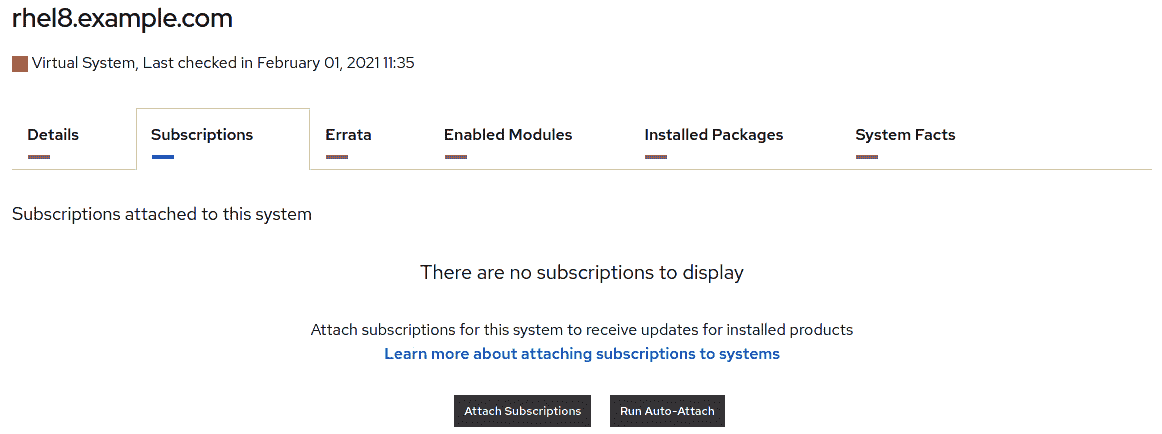 rhel8.example.com
Virtual System, Last checked in February 01, 2021 11:35
Details Subscriptions Errata Enabled Modules Installed Packages System Facts
Subscriptions attached to this system
There are no subscriptions to display
Attach subscriptions for this system to receive updates for installed products
Learn more about attaching subscriptions to systems
Attach Subscriptions Run Auto-Attach